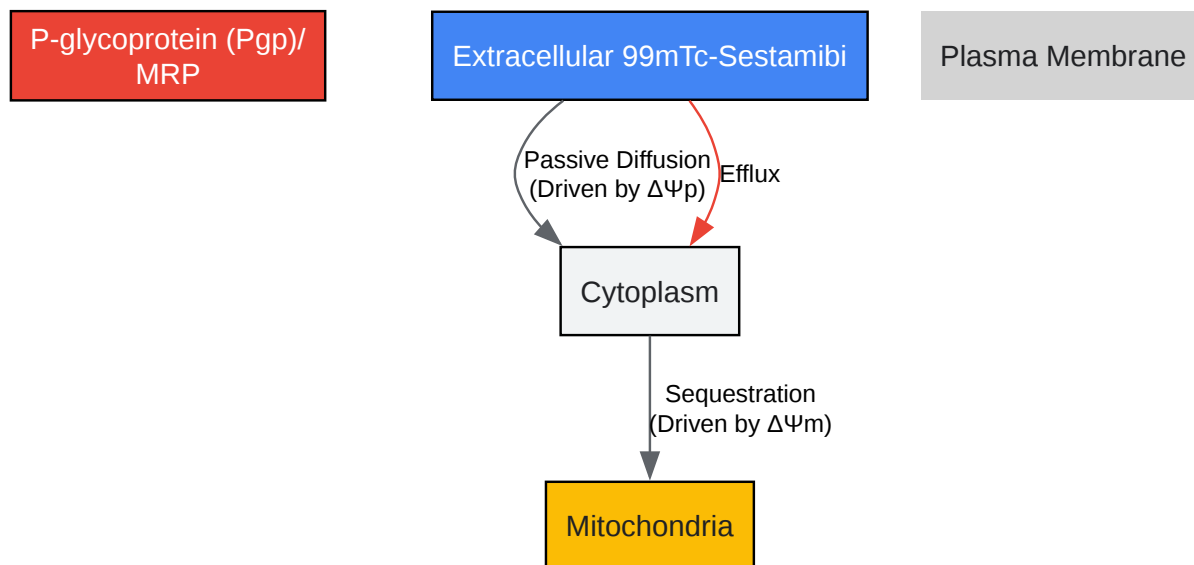 P-glycoprotein (Pgp)/
MRP
Extracellular 99mTc-Sestamibi
Plasma Membrane
Passive Diffusion
(Driven by ΔΨp)
Efflux
Cytoplasm
Sequestration
(Driven by ΔΨm)
Mitochondria